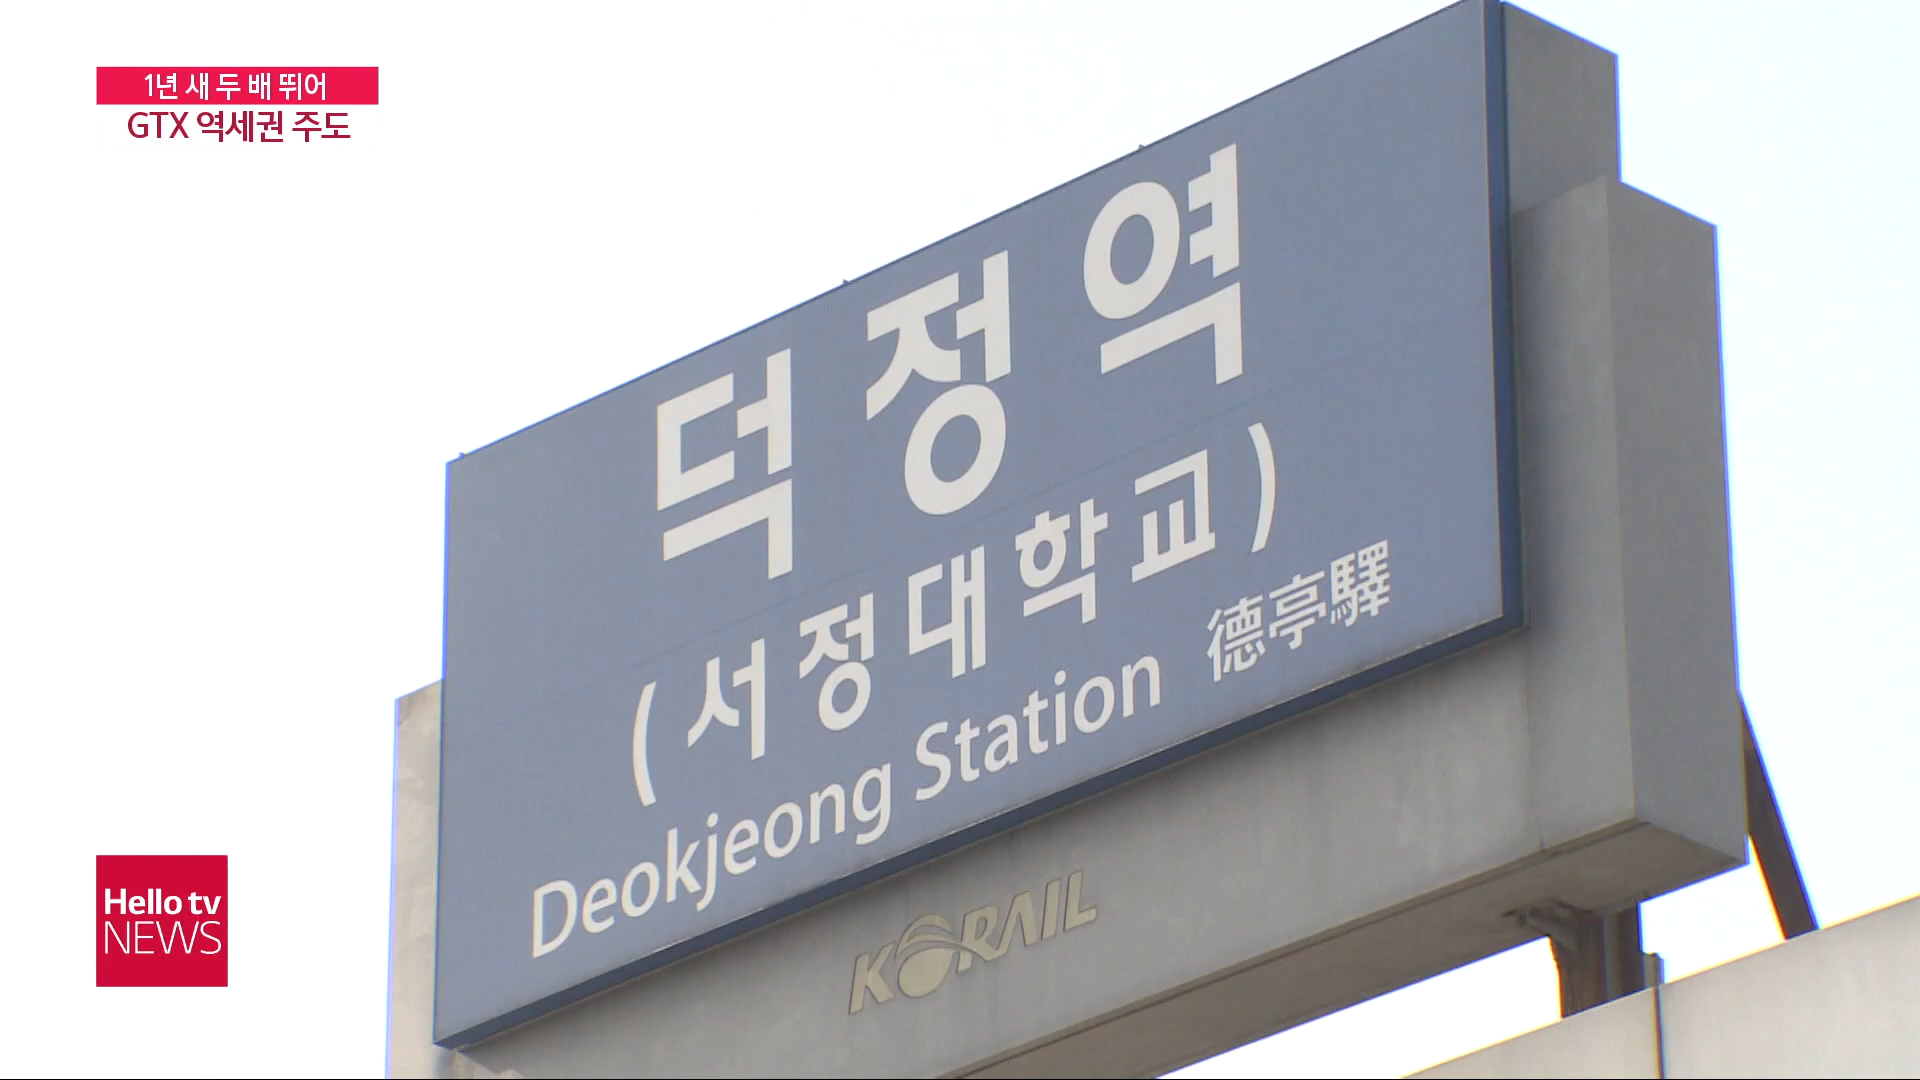 1년 새 두 배 뛰어
GTX 역세권 주도
덕정역
(서정대학교)
Deokjeong Station 德亭驛
KORAIL
Hello tv
NEWS